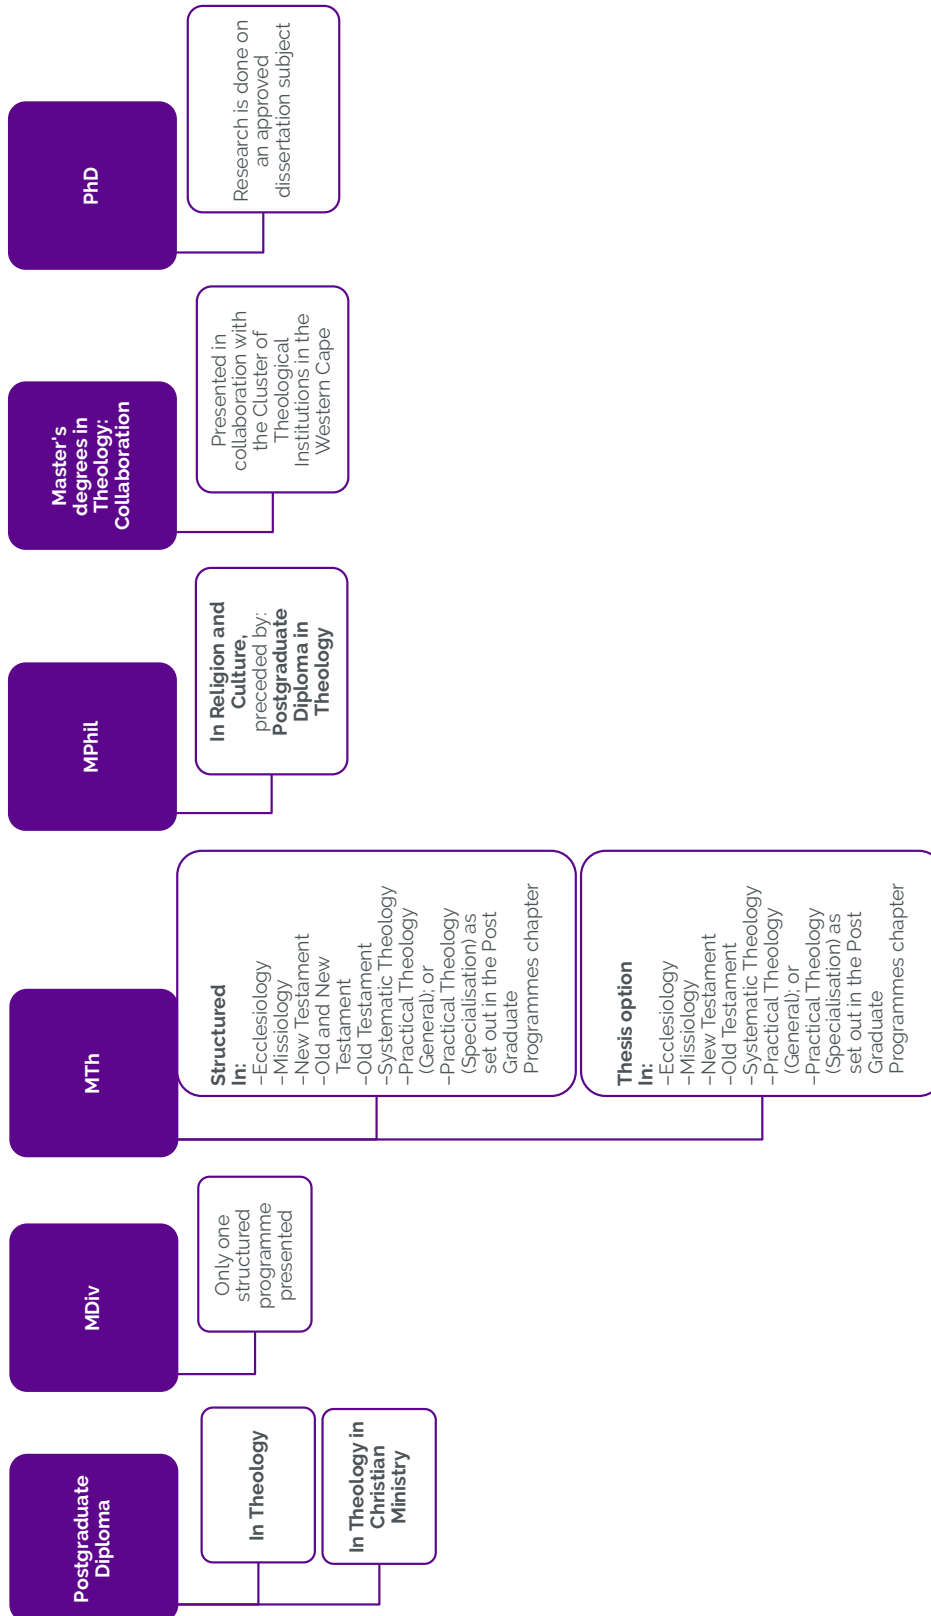 Postgraduate
Diploma
In Theology
In Theology in
Christian
Ministry
MDiv
Only one
structured
programme
presented
MTh
Structured
In:
–Ecclesiology
–Missiology
–New Testament
–Old and New
Testament
–Old Testament
–Systematic Theology
–Practical Theology
(General); or
–Practical Theology
(Specialisation) as
set out in the Post
Graduate
Programmes chapter
Thesis option
In:
–Ecclesiology
–Missiology
–New Testament
–Old Testament
–Systematic Theology
–Practical Theology
(General); or
–Practical Theology
(Specialisation) as
set out in the Post
Graduate
Programmes chapter
MPhil
In Religion and
Culture,
preceded by:
Postgraduate
Diploma in
Theology
Master's
degrees in
Theology:
Collaboration
Presented in
collaboration with
the Cluster of
Theological
Institutions in the
Western Cape
PhD
Research is done on
an approved
dissertation subject